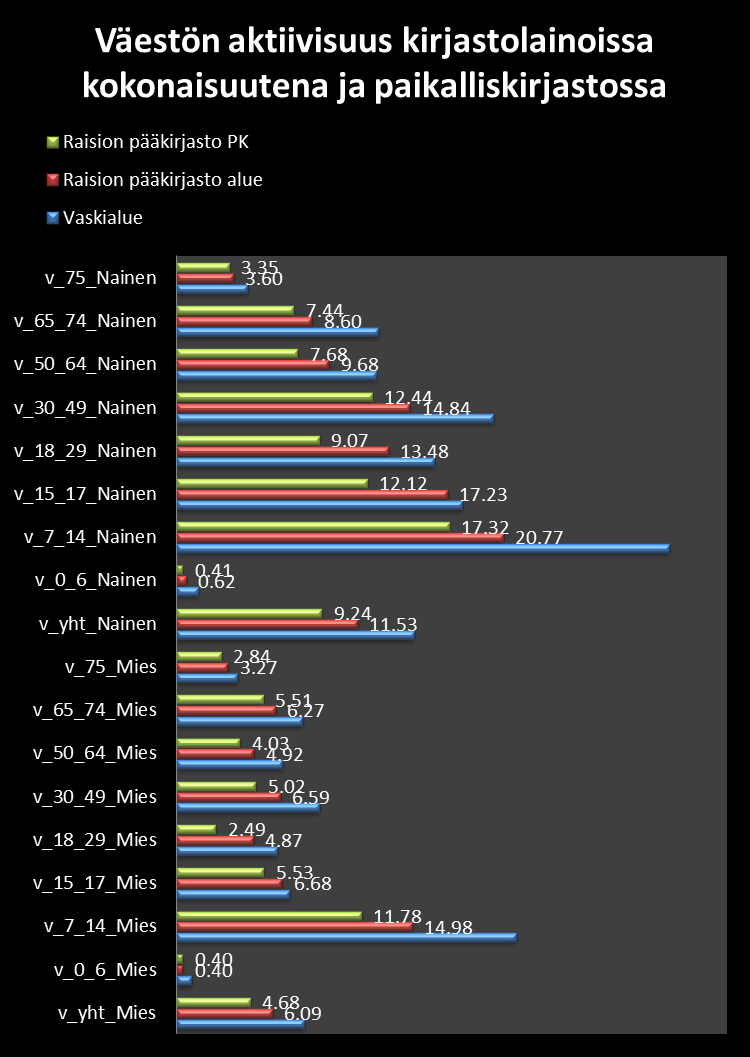 Väestön aktiivisuus kirjastolainoissa
kokonaisuutena ja paikalliskirjastossa
Raision pääkirjasto PK
Raision pääkirjasto alue
Vaskialue
v_75_Nainen 3.35
3.60
v_65_74_Nainen 7.44
8.60
v_50_64_Nainen 7.68
9.68
v_30_49_Nainen 12.44
14.84
v_18_29_Nainen 9.07
13.48
v_15_17_Nainen 12.12
17.23
v_7_14_Nainen 17.32
20.77
v_0_6_Nainen 0.41
0.62
v_yht_Nainen 9.24
11.53
v_75_Mies 2.84
3.27
v_65_74_Mies 5.51
6.27
v_50_64_Mies 4.03
4.92
v_30_49_Mies 5.02
6.59
v_18_29_Mies 2.49
4.87
v_15_17_Mies 5.53
6.68
v_7_14_Mies 11.78
14.98
v_0_6_Mies 0.40
0.40
v_yht_Mies 4.68
6.09